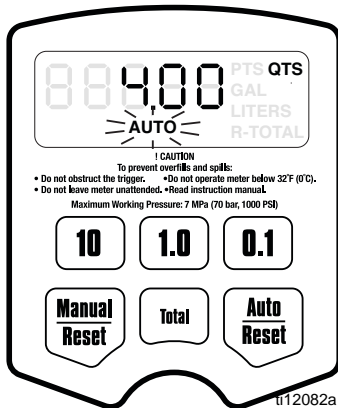 4.00 PTS QTS
GAL
LITERS
AUTO R-TOTAL
! CAUTION
To prevent overfills and spills:
• Do not obstruct the trigger. •Do not operate meter below 32˚F (0˚C).
• Do not leave meter unattended. •Read instruction manual.
Maximum Working Pressure: 7 MPa (70 bar, 1000 PSI)
10 1.0 0.1
Manual Total Auto
Reset Reset
ti12082a